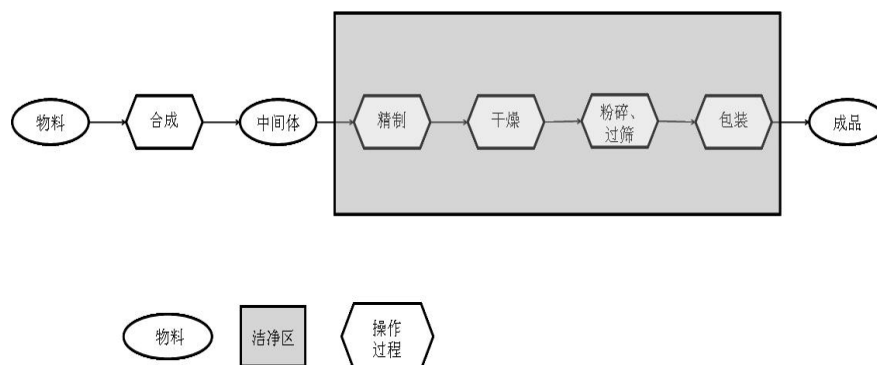 物料
合成
中间体
精制
干燥
粉碎、
过筛
包装
成品
物料
洁净区
操作
过程